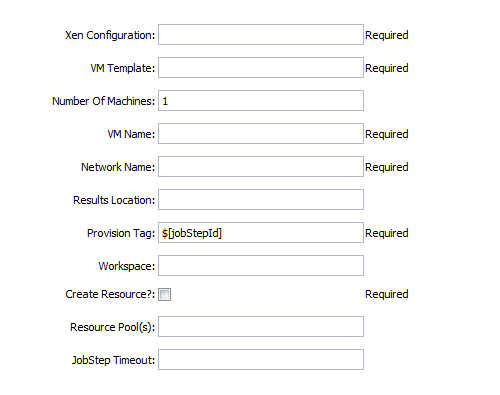 Xen Configuration: Required
VM Template: Required
Number Of Machines: 1
VM Name: Required
Network Name: Required
Results Location:
Provision Tag: $[jobStepId] Required
Workspace:
Create Resource?: Required
Resource Pool(s):
JobStep Timeout: